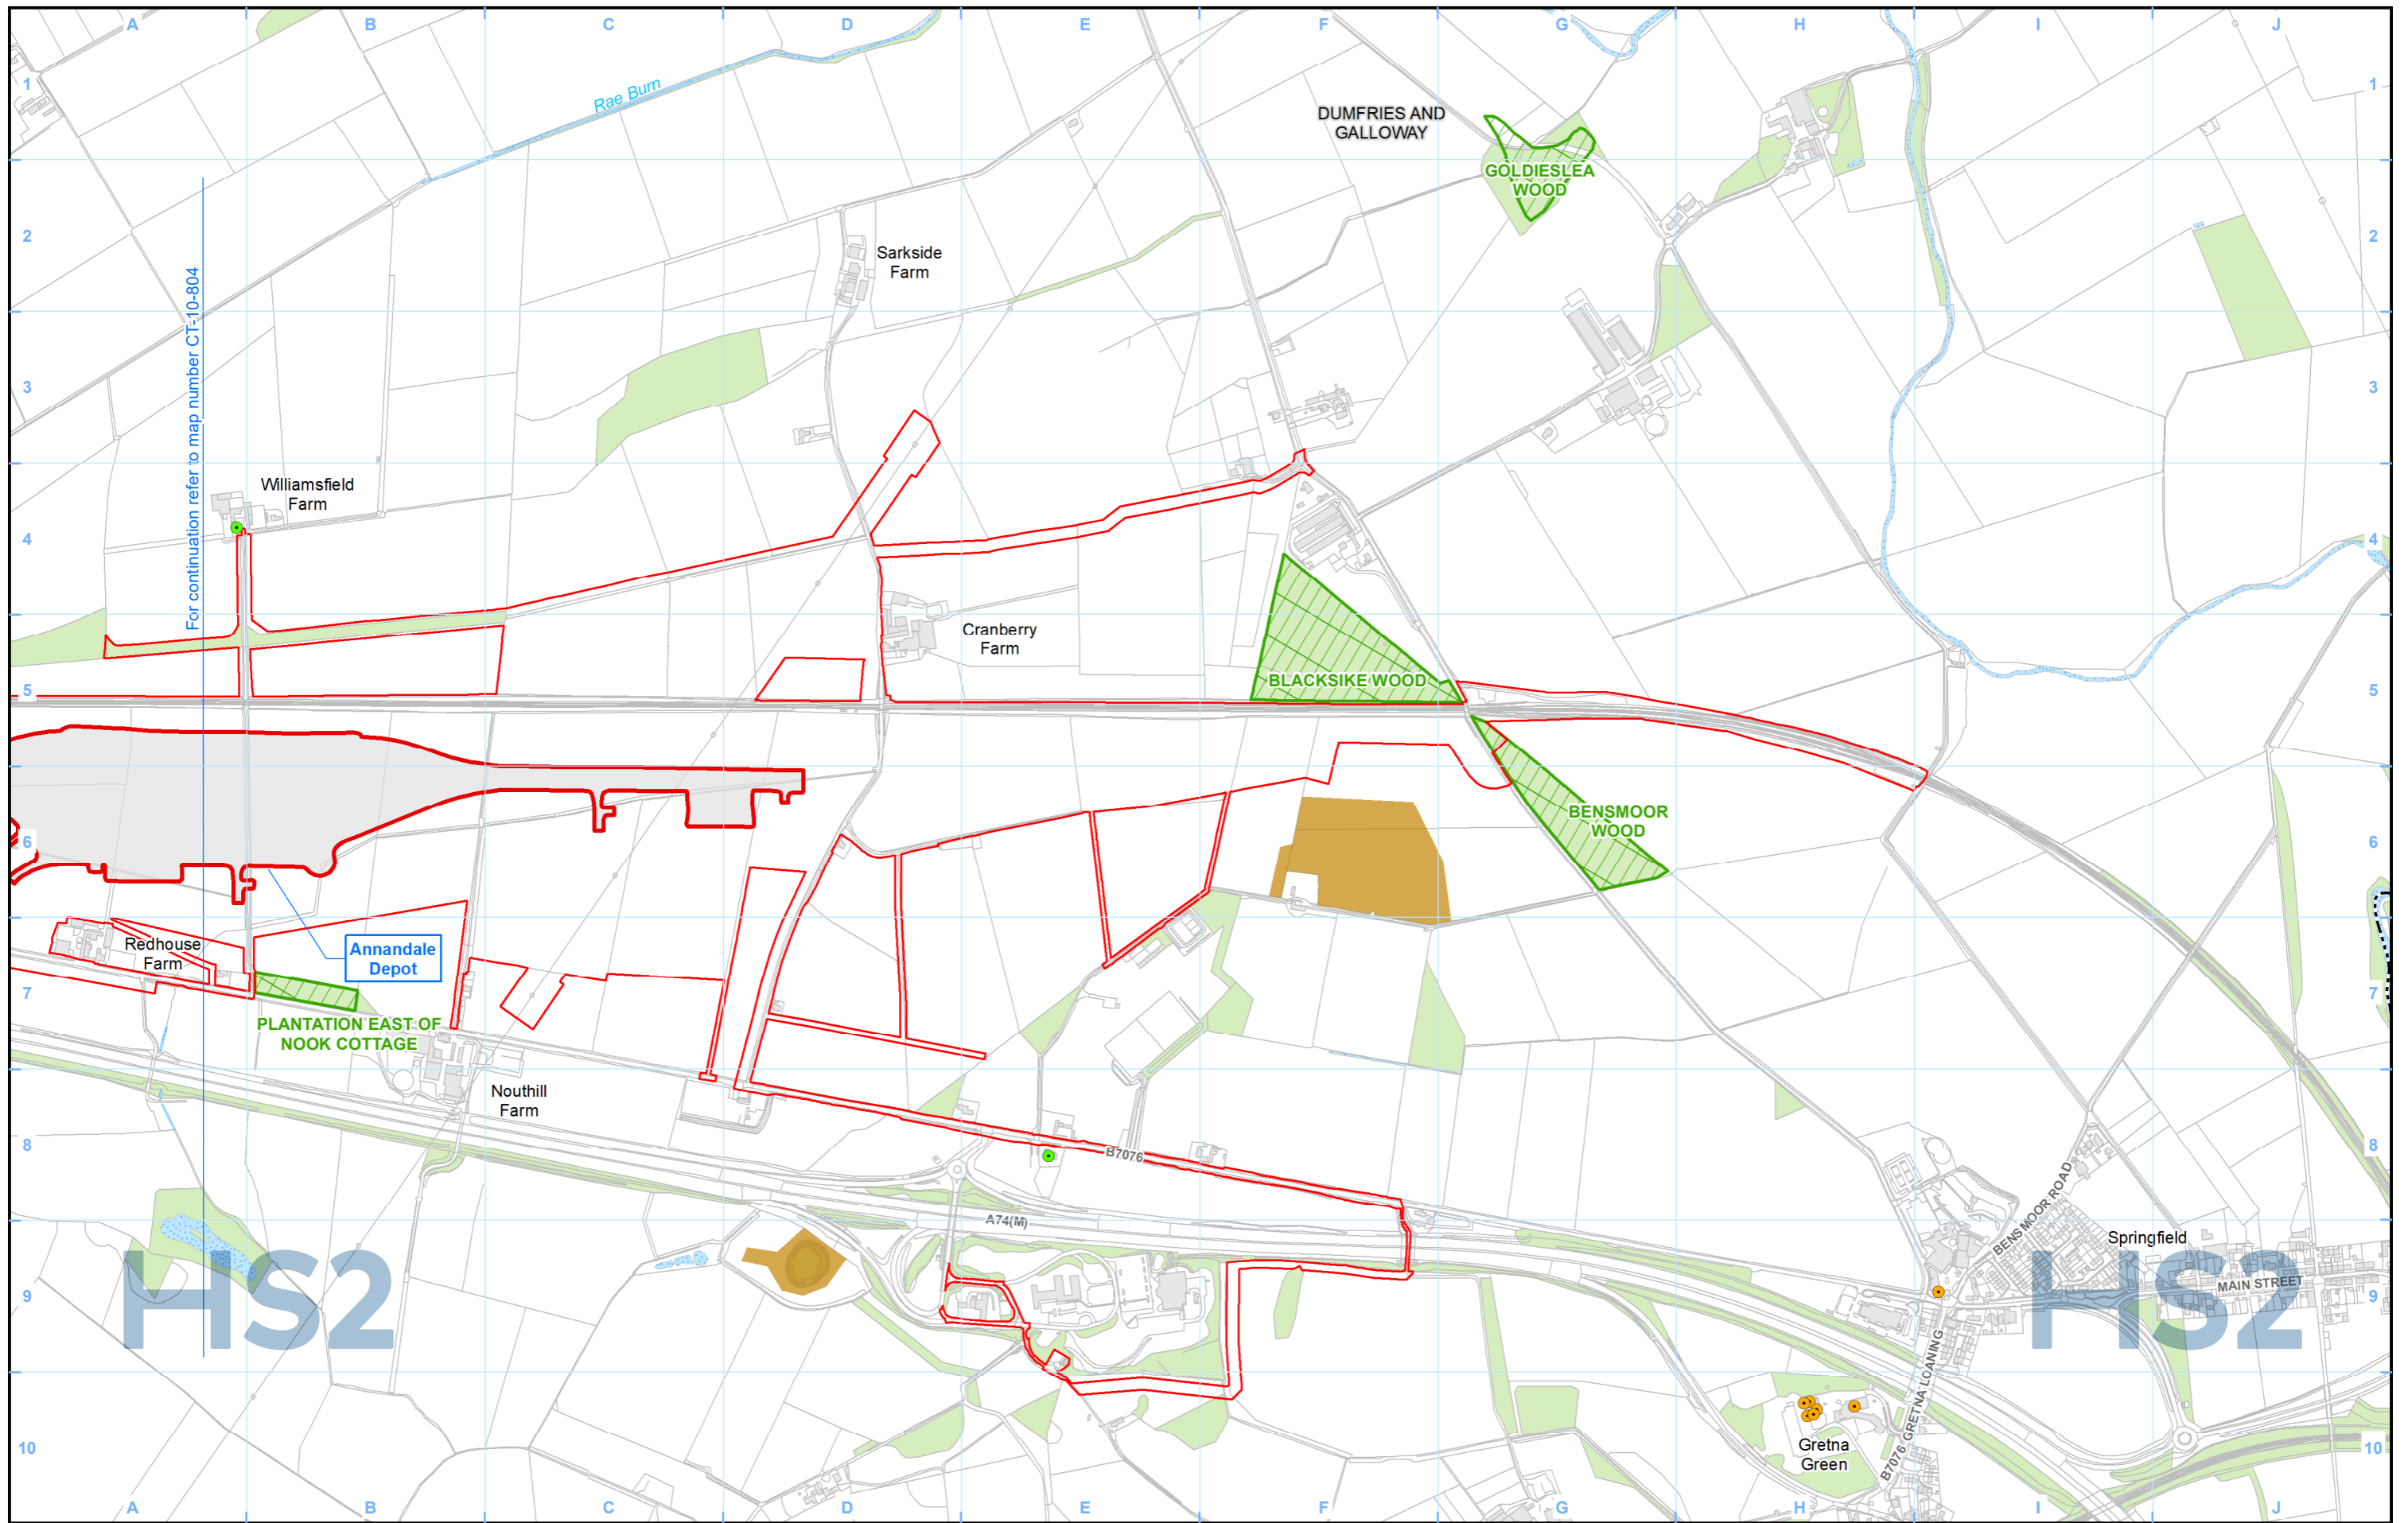 A B C D E F G H I J
1 1
Rae Burn
DUMFRIES AND
GALLOWAY
GOLDIESLEA
WOOD
2 2
Sarkside
Farm
For continuation refer to map number CT-10-804
3 3
Williamsfield
Farm
4 4
Cranberry
Farm
BLACKSIKE WOOD
5 5
BENSMOOR
WOOD
6 6
Redhouse
Farm
Annandale
Depot
7 7
PLANTATION EAST OF
NOOK COTTAGE
Nouthill
Farm
8 8
B7076
BENSMOOR ROAD
A74(M)
Springfield
MAIN STREET
HS2 HS2
9 9
B7076 GRETNA LOANING
Gretna
Green
10 10
A B C D E F G H I J